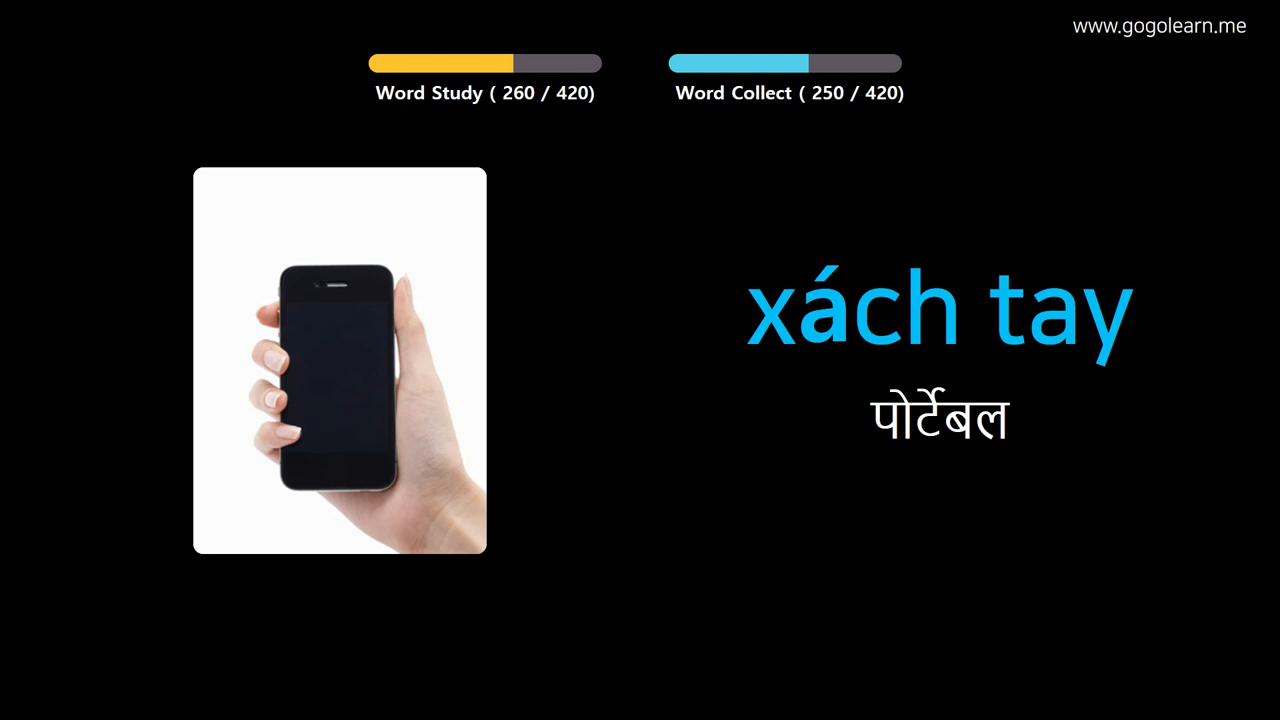 www.gogolearn.me
Word Study ( 260 / 420)
Word Collect ( 250 / 420)
xách tay
पोर्टेबल